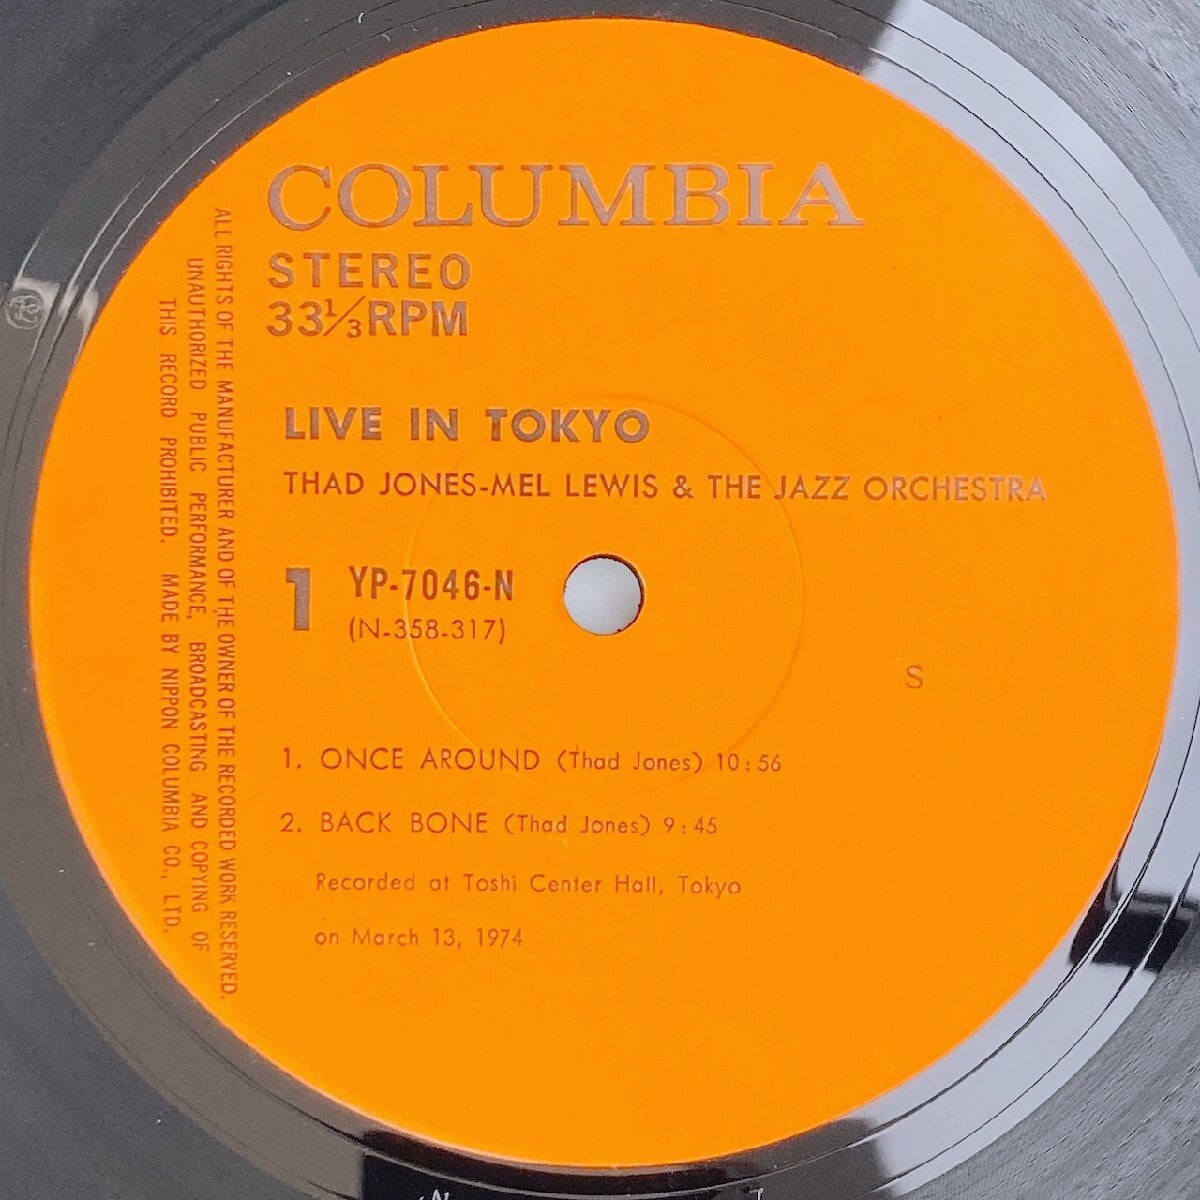 COLUMBIA
STEREO
33⅓RPM
LIVE IN TOKYO
THAD JONES-MEL LEWIS & THE JAZZ ORCHESTRA
1 YP-7046-N
(N-358-317)
S
1. ONCE AROUND (Thad Jones) 10:56
2. BACK BONE (Thad Jones) 9:45
Recorded at Toshi Center Hall, Tokyo
on March 13, 1974
ALL RIGHTS OF THE MANUFACTURER AND OF THE OWNER OF THE RECORDED WORK RESERVED.
UNAUTHORIZED PUBLIC PERFORMANCE, BROADCASTING AND COPYING OF
THIS RECORD PROHIBITED. MADE BY NIPPON COLUMBIA CO., LTD.